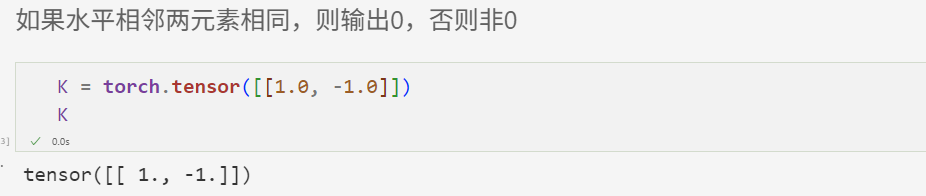 如果水平相邻两元素相同，则输出0，否则非0
K = torch.tensor([[1.0, -1.0]])
K
3]
0.0s
tensor([[ 1., -1.]])